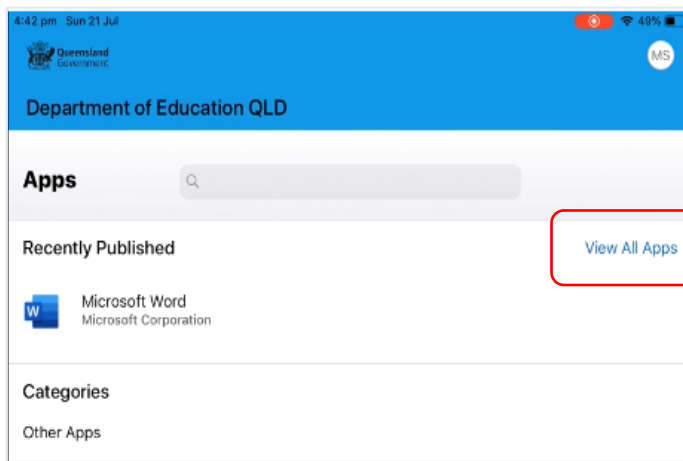 4:42 pm Sun 21 Jul
49%
Queensland
Government
MS
Department of Education QLD
Apps
Recently Published
View All Apps
W
Microsoft Word
Microsoft Corporation
Categories
Other Apps